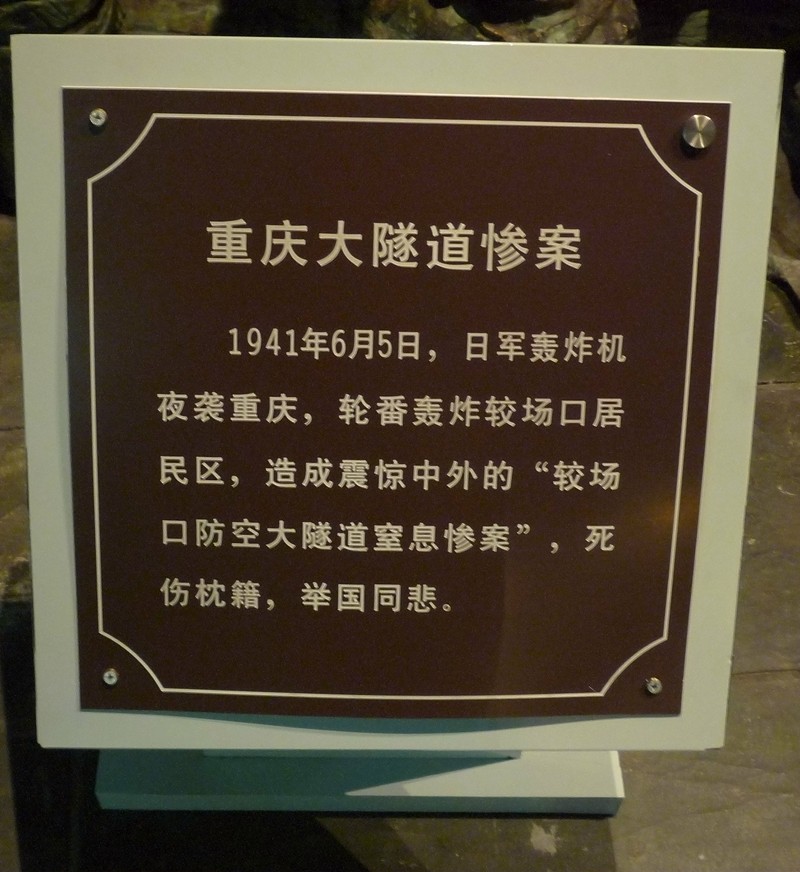 重庆大隧道惨案
1941年6月5日，日军轰炸机
夜袭重庆，轮番轰炸较场口居
民区，造成震惊中外的“较场
口防空大隧道窒息惨案”，死
伤枕籍，举国同悲。